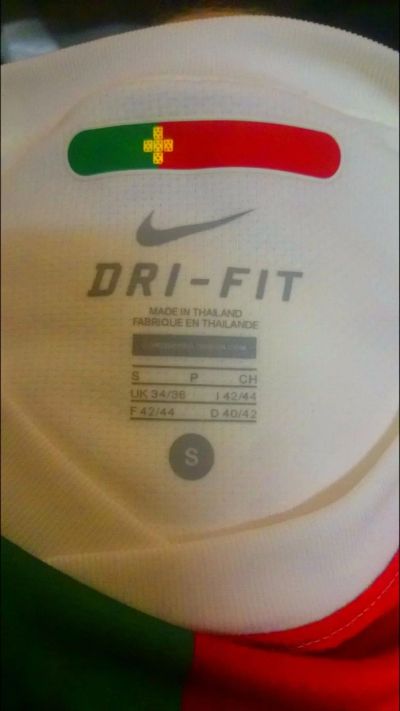 DRI-FIT
MADE IN THAILAND
FABRIQUE EN THAILANDE
S P CH
UK 34/36 I 42/44
F 42/44 D 40/42
S